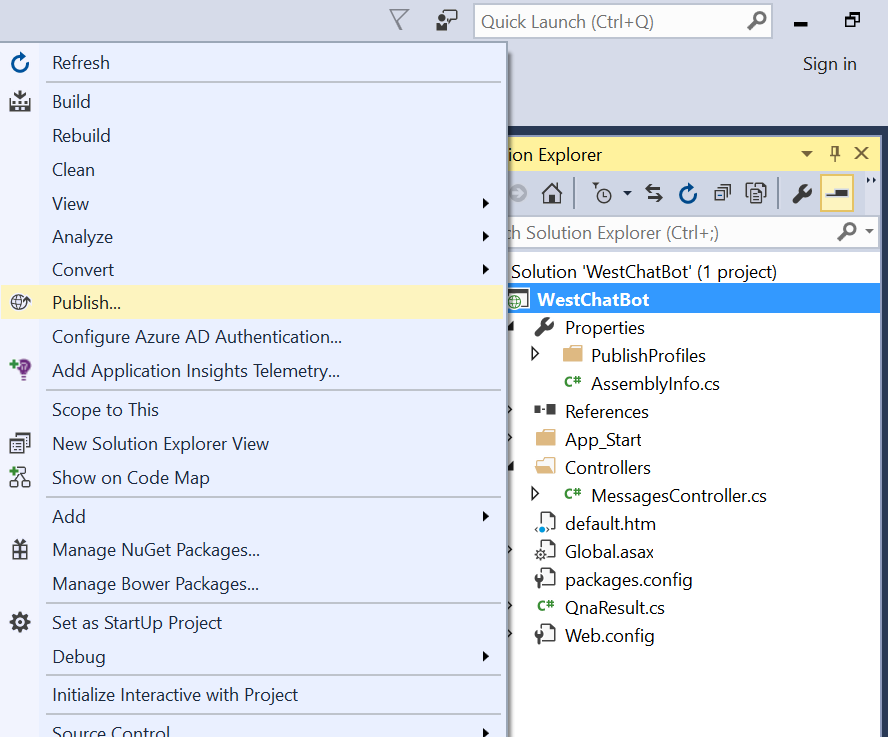 Quick Launch (Ctrl+Q)
Sign in
Refresh
Build
Rebuild
Clean
View
Analyze
Convert
Publish...
Configure Azure AD Authentication...
Add Application Insights Telemetry...
Scope to This
New Solution Explorer View
Show on Code Map
Add
Manage NuGet Packages...
Manage Bower Packages...
Set as StartUp Project
Debug
Initialize Interactive with Project
Source Control
ion Explorer
ch Solution Explorer (Ctrl+;)
Solution 'WestChatBot' (1 project)
WestChatBot
Properties
PublishProfiles
C# AssemblyInfo.cs
References
App_Start
Controllers
C# MessagesController.cs
default.htm
Global.asax
packages.config
C# QnaResult.cs
Web.config